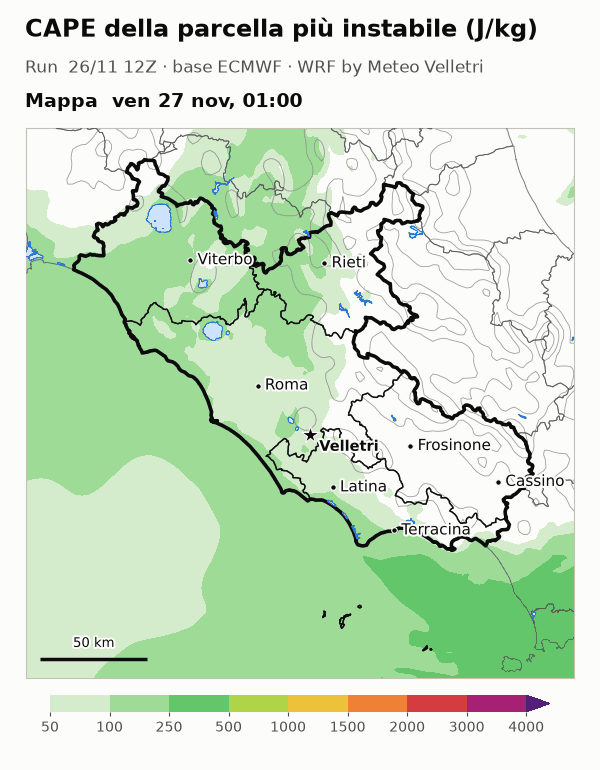 CAPE della parcella più instabile (J/kg)
Run  26/11 12Z · base ECMWF · WRF by Meteo Velletri
Mappa  ven 27 nov, 01:00
Viterbo
Rieti
Roma
Velletri
Frosinone
Cassino
Latina
Terracina
50 km
50 100 250 500 1000 1500 2000 3000 4000